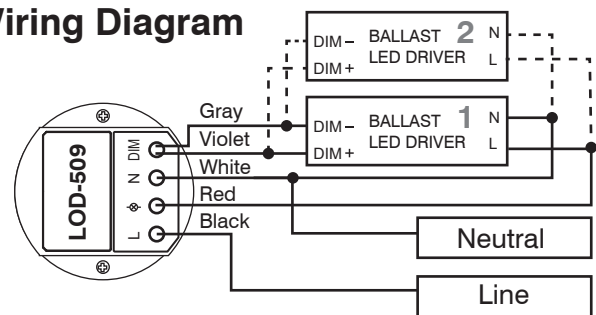 Wiring Diagram
DIM – BALLAST 2 N
DIM + LED DRIVER L
DIM – BALLAST 1 N
DIM + LED DRIVER L
Gray
Violet
White
Red
Black
LOD-509
DIM
N
L
Neutral
Line